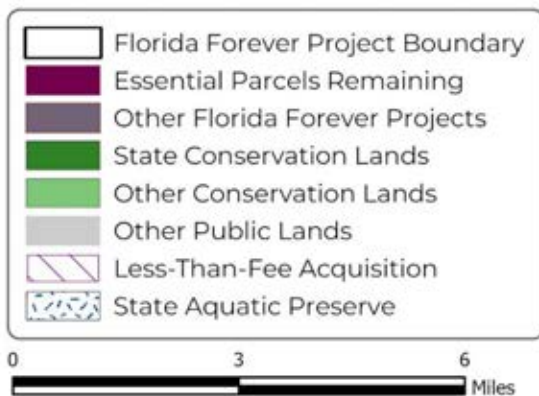 Florida Forever Project Boundary
Essential Parcels Remaining
Other Florida Forever Projects
State Conservation Lands
Other Conservation Lands
Other Public Lands
Less-Than-Fee Acquisition
State Aquatic Preserve
0 3 6
Miles